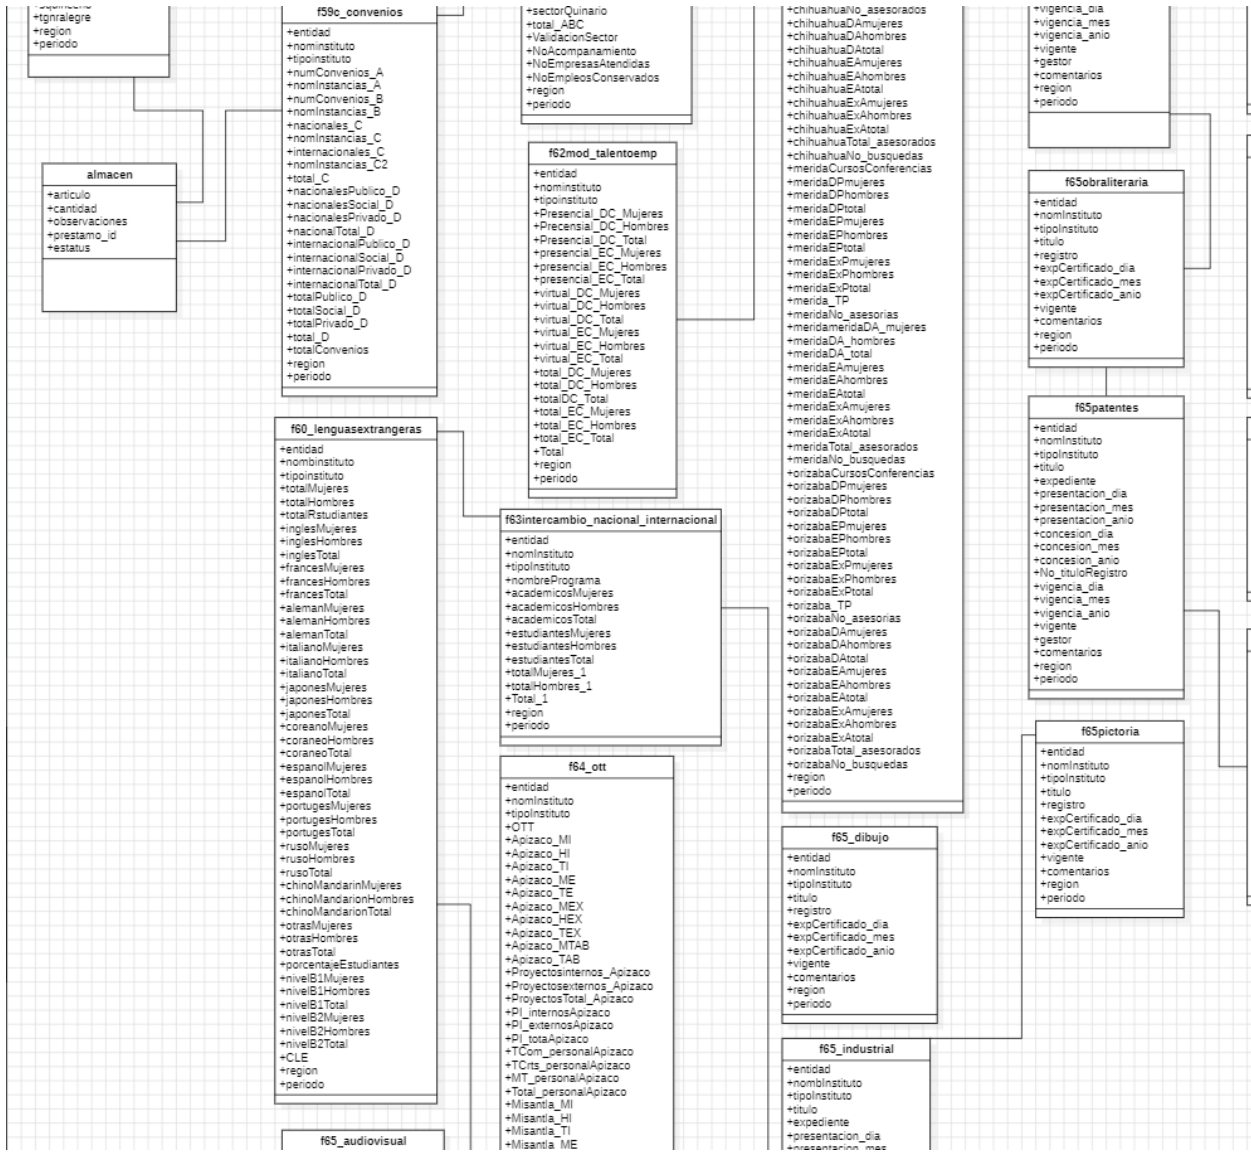 +tgnralegre
+region
+periodo
almacen
+articulo
+cantidad
+observaciones
+prestamo_id
+estatus
f59c_convenios
+entidad
+nominstituto
+tipoinstituto
+numConvenios_A
+nomInstancias_A
+numConvenios_B
+nomInstancias_B
+nacionales_C
+nomInstancias_C
+internacionales_C
+nomInstancias_C2
+total_C
+nacionalesPublico_D
+nacionalesSocial_D
+nacionalesPrivado_D
+nacionalTotal_D
+internacionalPublico_D
+internacionalSocial_D
+internacionalPrivado_D
+internacionalTotal_D
+totalPublico_D
+totalSocial_D
+totalPrivado_D
+total_D
+totalConvenios
+region
+periodo
f60_lenguasextrangeras
+entidad
+nombinstituto
+tipoinstituto
+totalMujeres
+totalHombres
+totalRstudiantes
+inglesMujeres
+inglesHombres
+inglesTotal
+francesMujeres
+francesHombres
+francesTotal
+alemanMujeres
+alemanHombres
+alemanTotal
+italianoMujeres
+italianoHombres
+italianoTotal
+japonesMujeres
+japonesHombres
+japonesTotal
+coreanoMujeres
+coraneoHombres
+coraneoTotal
+espanolMujeres
+espanolHombres
+espanolTotal
+portugesMujeres
+portugesHombres
+portugesTotal
+rusoMujeres
+rusoHombres
+rusoTotal
+chinoMandarinMujeres
+chinoMandarionHombres
+chinoMandarionTotal
+otrasMujeres
+otrasHombres
+otrasTotal
+porcentajeEstudiantes
+nivelB1Mujeres
+nivelB1Hombres
+nivelB1Total
+nivelB2Mujeres
+nivelB2Hombres
+nivelB2Total
+CLE
+region
+periodo
f65_audiovisual
+sectorQuinario
+total_ABC
+ValidacionSector
+NoAcompanamiento
+NoEmpresasAtendidas
+NoEmpleosConservados
+region
+periodo
f62mod_talentoemp
+entidad
+nominstituto
+tipoinstituto
+Presencial_DC_Mujeres
+Precensial_DC_Hombres
+Presencial_DC_Total
+presencial_EC_Mujeres
+presencial_EC_Hombres
+presencial_EC_Total
+virtual_DC_Mujeres
+virtual_DC_Hombres
+virtual_DC_Total
+virtual_EC_Mujeres
+virtual_EC_Hombres
+virtual_EC_Total
+total_DC_Mujeres
+total_DC_Hombres
+totalDC_Total
+total_EC_Mujeres
+total_EC_Hombres
+total_EC_Total
+Total
+region
+periodo
f63intercambio_nacional_internacional
+entidad
+nomInstituto
+tipoInstituto
+nombrePrograma
+academicosMujeres
+academicosHombres
+academicosTotal
+estudiantesMujeres
+estudiantesHombres
+estudiantesTotal
+totalMujeres_1
+totalHombres_1
+Total_1
+region
+periodo
f64_ott
+entidad
+nomInstituto
+tipoInstituto
+OTT
+Apizaco_MI
+Apizaco_HI
+Apizaco_TI
+Apizaco_ME
+Apizaco_TE
+Apizaco_MEX
+Apizaco_HEX
+Apizaco_TEX
+Apizaco_MTAB
+Apizaco_TAB
+Proyectosinternos_Apizaco
+Proyectosexternos_Apizaco
+ProyectosTotal_Apizaco
+PI_internosApizaco
+PI_externosApizaco
+PI_totaApizaco
+TCom_personalApizaco
+TCrts_personalApizaco
+MT_personalApizaco
+Total_personalApizaco
+Misantla_MI
+Misantla_HI
+Misantla_TI
+Misantla_ME
+chihuahuaNo_asesorados
+chihuahuaDAmujeres
+chihuahuaDAhombres
+chihuahuaDAtotal
+chihuahuaEAmujeres
+chihuahuaEAhombres
+chihuahuaEAtotal
+chihuahuaExAmujeres
+chihuahuaExAhombres
+chihuahuaExAtotal
+chihuahuaTotal_asesorados
+chihuahuaNo_busquedas
+meridaCursosConferencias
+meridaDPmujeres
+meridaDPhombres
+meridaDPtotal
+meridaEPmujeres
+meridaEPhombres
+meridaEPtotal
+meridaExPmujeres
+meridaExPhombres
+meridaExPtotal
+merida_TP
+meridaNo_asesorias
+meridameridaDA_mujeres
+meridaDA_hombres
+meridaDA_total
+meridaEAmujeres
+meridaEAhombres
+meridaEAtotal
+meridaExAmujeres
+meridaExAhombres
+meridaExAtotal
+meridaTotal_asesorados
+meridaNo_busquedas
+orizabaCursosConferencias
+orizabaDPmujeres
+orizabaDPhombres
+orizabaDPtotal
+orizabaEPmujeres
+orizabaEPhombres
+orizabaEPtotal
+orizabaExPmujeres
+orizabaExPhombres
+orizabaExPtotal
+orizaba_TP
+orizabaNo_asesorias
+orizabaDAmujeres
+orizabaDAhombres
+orizabaDAtotal
+orizabaEAmujeres
+orizabaEAhombres
+orizabaEAtotal
+orizabaExAmujeres
+orizabaExAhombres
+orizabaExAtotal
+orizabaTotal_asesorados
+orizabaNo_busquedas
+region
+periodo
f65_dibujo
+entidad
+nomInstituto
+tipoInstituto
+titulo
+registro
+expCertificado_dia
+expCertificado_mes
+expCertificado_anio
+vigente
+comentarios
+region
+periodo
f65_industrial
+entidad
+nombInstituto
+tipoInstituto
+titulo
+expediente
+presentacion_dia
+presentacion_mes
+vigencia_dia
+vigencia_mes
+vigencia_anio
+vigente
+gestor
+comentarios
+region
+periodo
f65obraliteraria
+entidad
+nomInstituto
+tipoInstituto
+titulo
+registro
+expCertificado_dia
+expCertificado_mes
+expCertificado_anio
+vigente
+comentarios
+region
+periodo
f65patentes
+entidad
+nomInstituto
+tipoInstituto
+titulo
+expediente
+presentacion_dia
+presentacion_mes
+presentacion_anio
+concesion_dia
+concesion_mes
+concesion_anio
+No_tituloRegistro
+vigencia_dia
+vigencia_mes
+vigencia_anio
+vigente
+gestor
+comentarios
+region
+periodo
f65pictoria
+entidad
+nomInstituto
+tipoInstituto
+titulo
+registro
+expCertificado_dia
+expCertificado_mes
+expCertificado_anio
+vigente
+comentarios
+region
+periodo